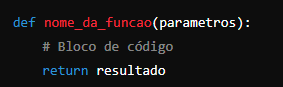 def nome_da_funcao(parametros):
    # Bloco de código
    return resultado